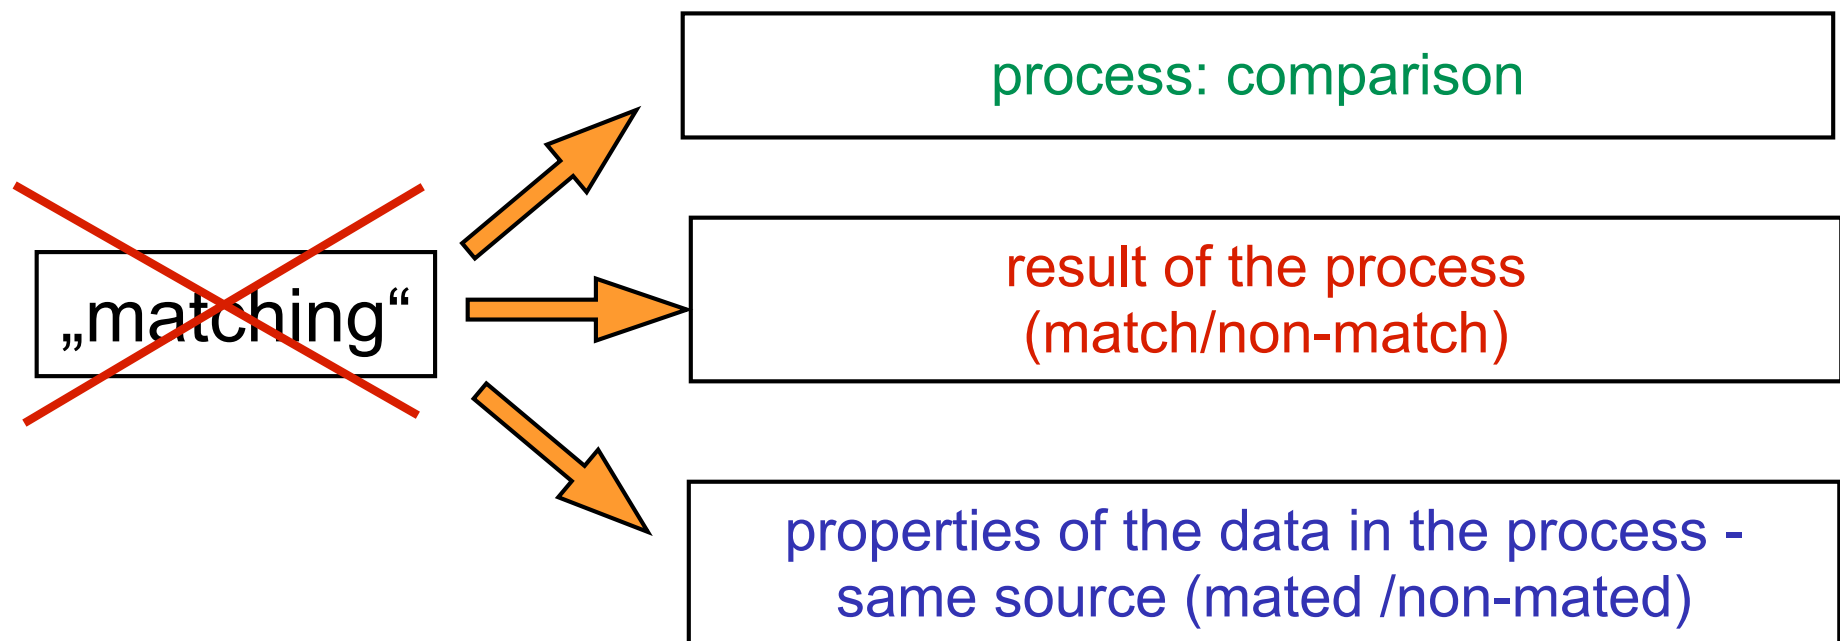 process: comparison
„matching“
result of the process
(match/non-match)
properties of the data in the process -
same source (mated /non-mated)